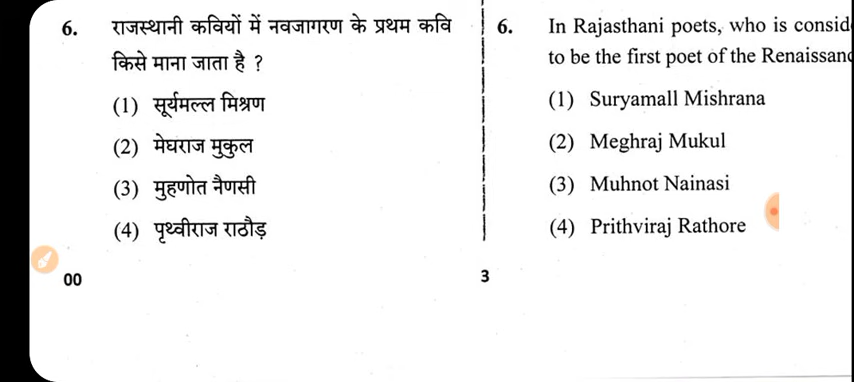 6. राजस्थानी कवियों में नवजागरण के प्रथम कवि
किसे माना जाता है ?
(1) सूर्यमल्ल मिश्रण
(2) मेघराज मुकुल
(3) मुहणोत नैणसी
(4) पृथ्वीराज राठौड़
00
6. In Rajasthani poets, who is consid
to be the first poet of the Renaissanc
(1) Suryamall Mishrana
(2) Meghraj Mukul
(3) Muhnot Nainasi
(4) Prithviraj Rathore
3